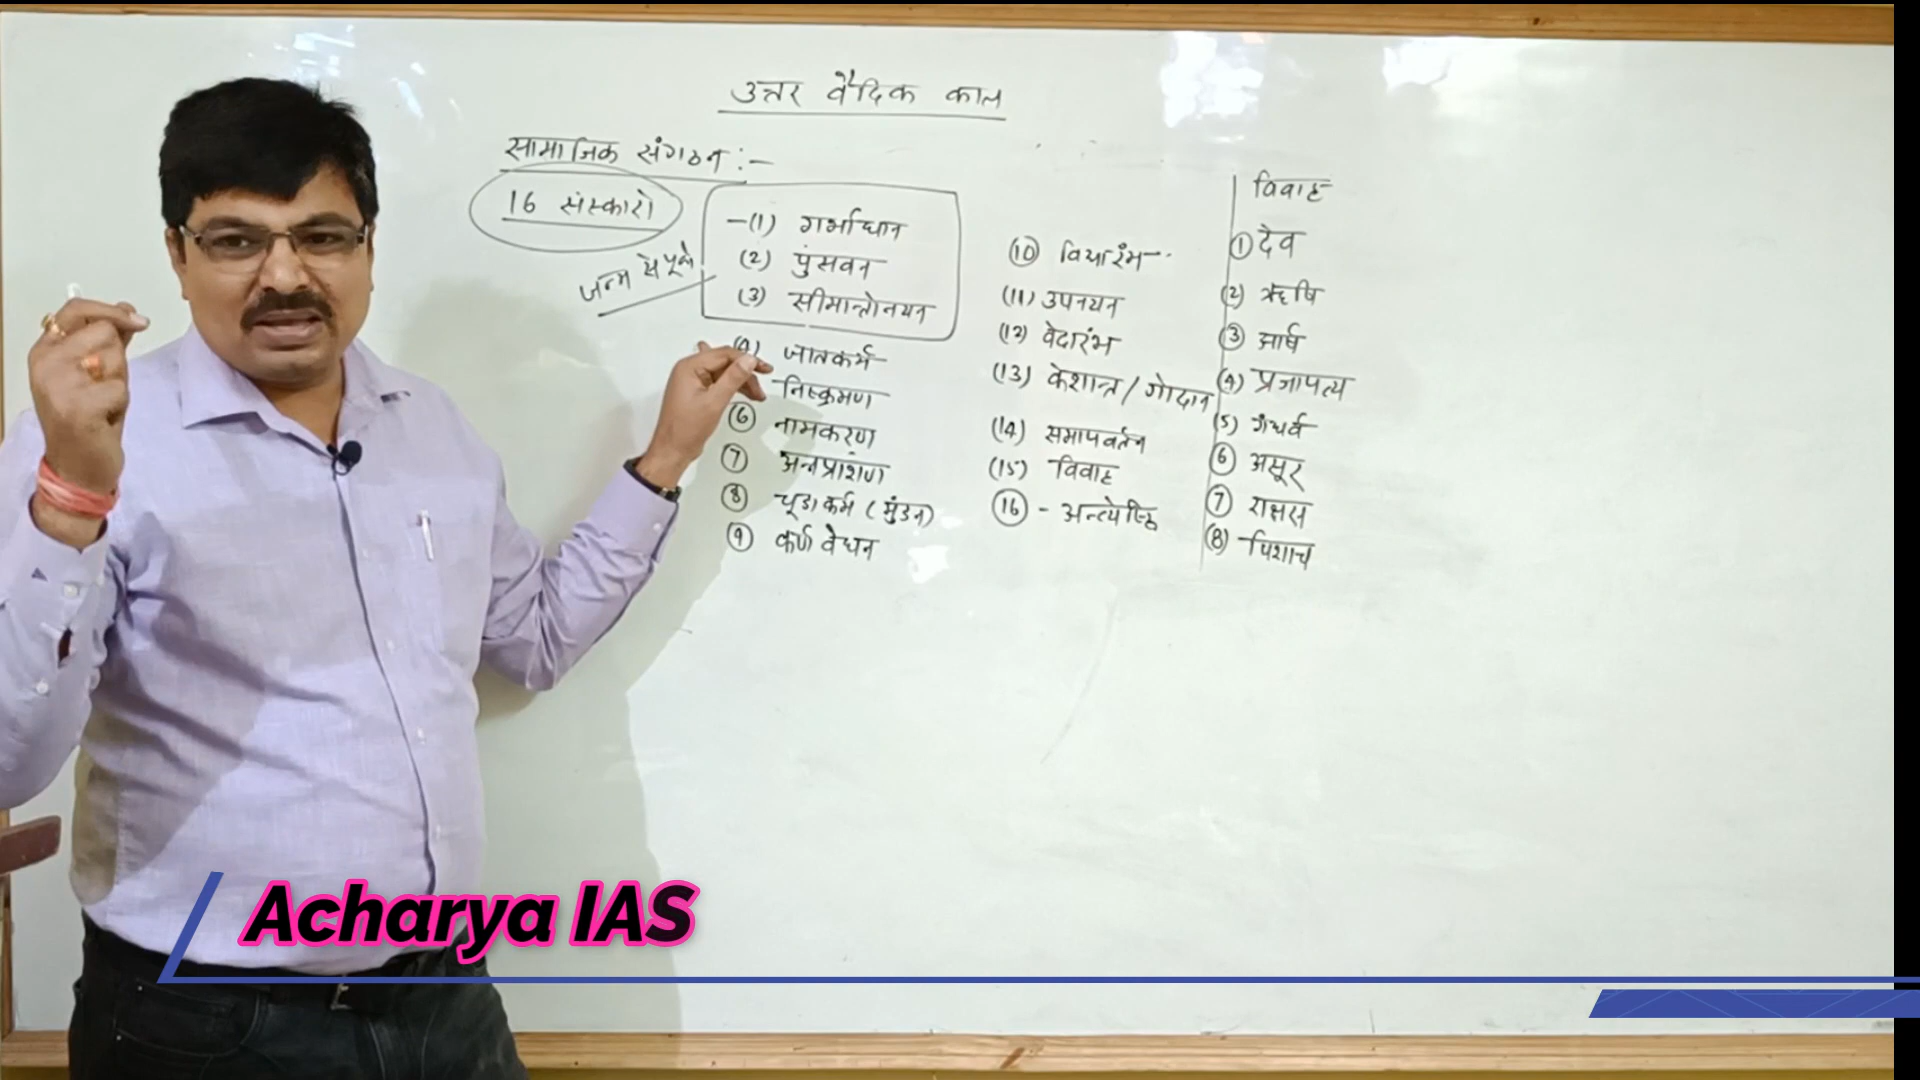 उत्तर वैदिक काल
सामाजिक संगठन :-
16 संस्कारो
जन्म से पूर्व
-(1) गर्भाधान
(2) पुंसवन
(3) सीमान्तोनयन
(4) जातकर्म
निष्क्रमण
(6) नामकरण
(7) अन्नप्राशण
(8) चूडाकर्म (मुंडन)
(9) कर्ण वेधन
(10) विद्यारंभ
(11) उपनयन
(12) वेदारंभ
(13) केशान्त / गोदान
(14) समापवर्तन
(15) विवाह
(16) - अन्त्येष्ठि
विवाह
(1) देव
(2) ऋषि
(3) आर्ष
(4) प्रजापत्य
(5) गंधर्व
(6) असूर
(7) राक्षस
(8) पिशाच
Acharya IAS